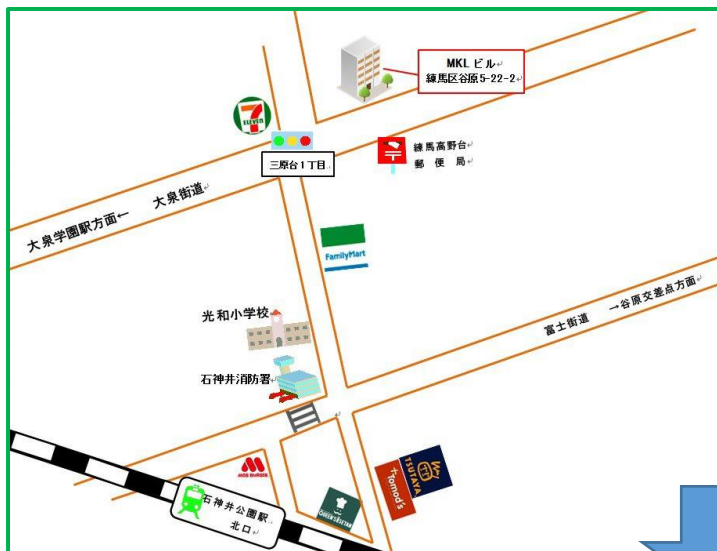 MKL ビル
練馬区谷原5-22-2
7
ELEVEN
三原台1丁目
練馬高野台
郵便局
大泉学園駅方面← 大泉街道
FamilyMart
光和小学校
富士街道 →谷原交差点方面
石神井消防署
MOS BURGER
TSUTAYA
Tomod's
石神井公園駅
北口
QUEEN'S ISETAN